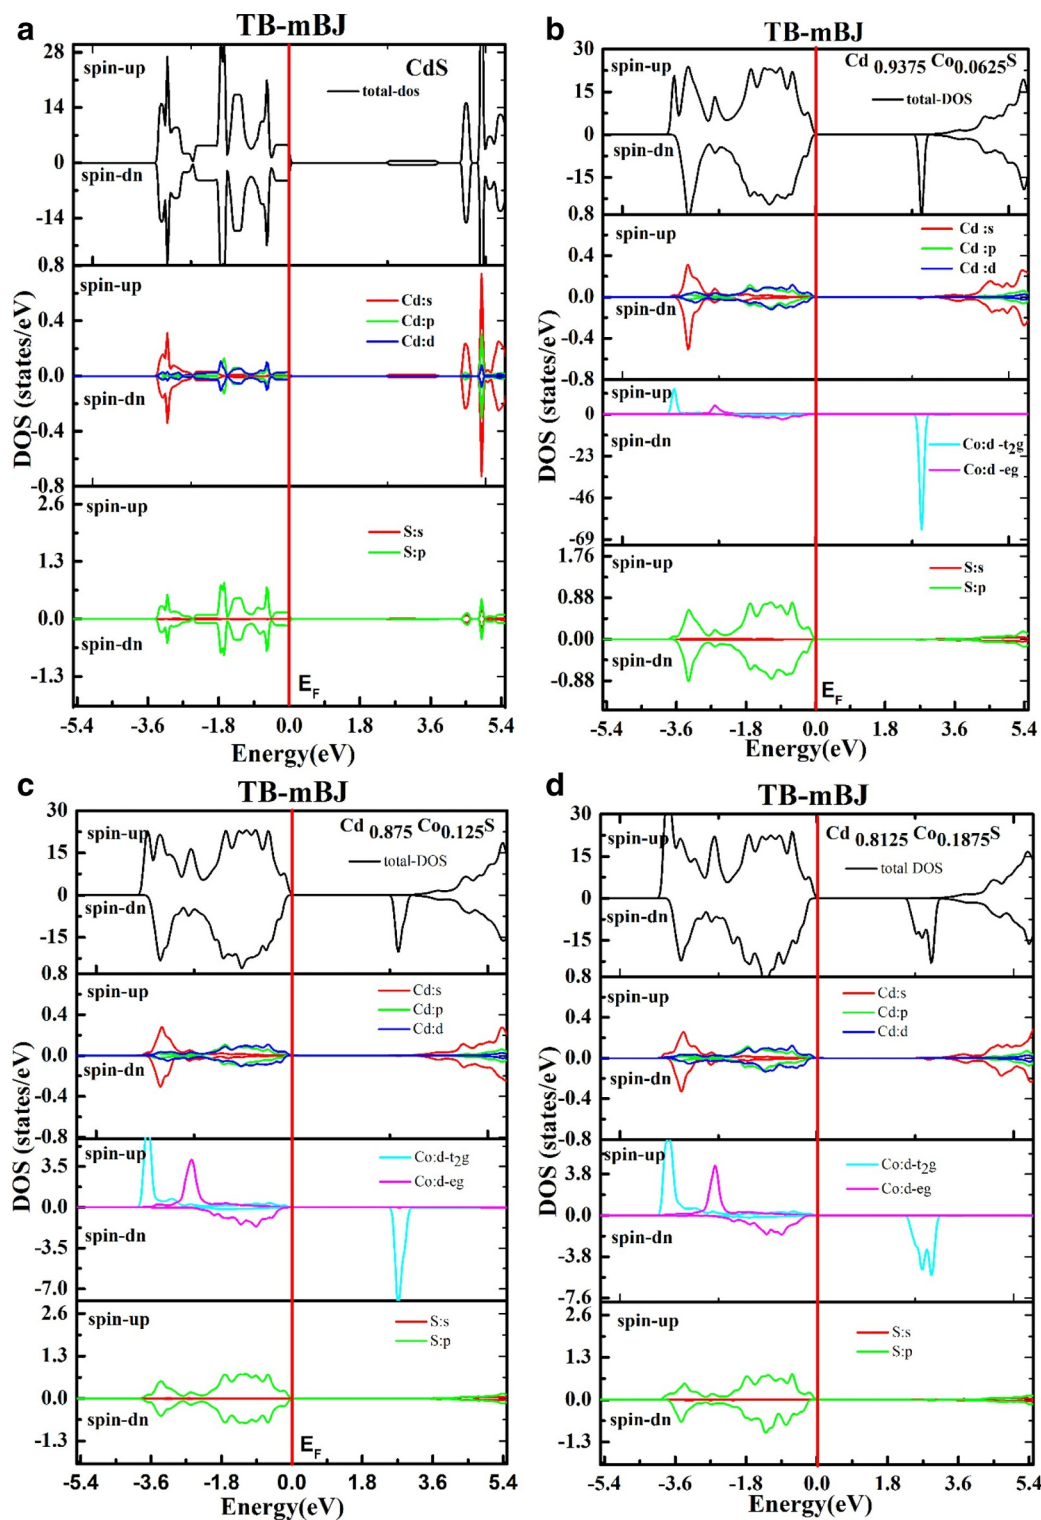 a
TB-mBJ
28
14
0
-14
0.8
spin-up
spin-dn
CdS
total-dos
0.4
0.0
-0.4
-0.8
spin-up
spin-dn
Cd:s
Cd:p
Cd:d
2.6
1.3
0.0
-1.3
spin-up
spin-dn
S:s
S:p
E_F
DOS (states/eV)
-5.4 -3.6 -1.8 0.0 1.8 3.6 5.4
Energy(eV)
b
TB-mBJ
30
15
0
-15
0.8
spin-up
spin-dn
Cd 0.9375 Co0.0625S
total-DOS
0.4
0.0
-0.4
-0.8
spin-up
spin-dn
Cd :s
Cd :p
Cd :d
0
-23
-46
-69
spin-up
spin-dn
Co:d -t2g
Co:d -eg
1.76
0.88
0.00
-0.88
spin-up
spin-dn
S:s
S:p
E_F
DOS (states/eV)
-5.4 -3.6 -1.8 0.0 1.8 3.6 5.4
Energy(eV)
c
TB-mBJ
30
15
0
-15
0.8
spin-up
spin-dn
Cd 0.875 Co0.125S
total-DOS
0.4
0.0
-0.4
-0.8
spin-up
spin-dn
Cd:s
Cd:p
Cd:d
3.5
0.0
-3.5
-7.0
spin-up
spin-dn
Co:d-t2g
Co:d-eg
2.6
1.3
0.0
-1.3
spin-up
spin-dn
S:s
S:p
E_F
DOS (states/eV)
-5.4 -3.6 -1.8 0.0 1.8 3.6 5.4
Energy(eV)
d
TB-mBJ
30
15
0
-15
0.8
spin-up
spin-dn
Cd 0.8125 Co0.1875S
total DOS
0.4
0.0
-0.4
-0.8
spin-up
spin-dn
Cd:s
Cd:p
Cd:d
4.8
0.0
-3.8
-7.6
spin-up
spin-dn
Co:d-t2g
Co:d-eg
2.6
1.3
0.0
-1.3
spin-up
spin-dn
S:s
S:p
DOS (states/eV)
-5.4 -3.6 -1.8 0.0 1.8 3.6 5.4
Energy(eV)